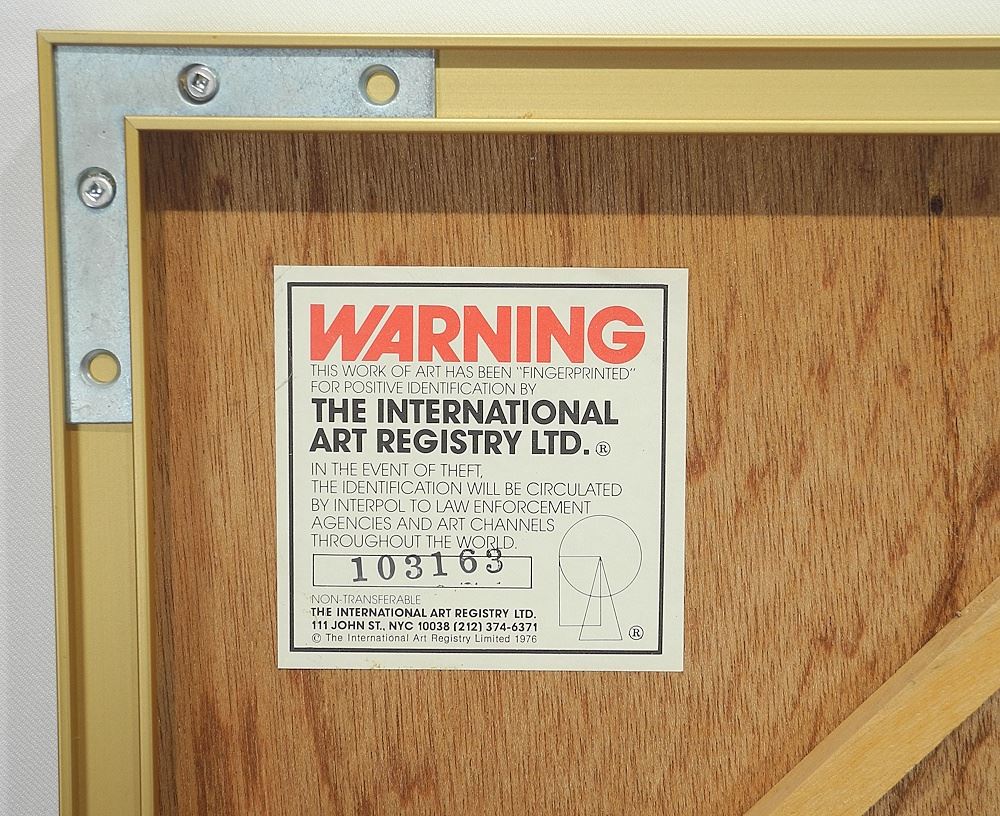 WARNING
THIS WORK OF ART HAS BEEN "FINGERPRINTED"
FOR POSITIVE IDENTIFICATION BY
THE INTERNATIONAL
ART REGISTRY LTD.®
IN THE EVENT OF THEFT,
THE IDENTIFICATION WILL BE CIRCULATED
BY INTERPOL TO LAW ENFORCEMENT
AGENCIES AND ART CHANNELS
THROUGHOUT THE WORLD.
103163
NON-TRANSFERABLE
THE INTERNATIONAL ART REGISTRY LTD.
111 JOHN ST., NYC 10038 (212) 374-6371
© The International Art Registry Limited 1976
®